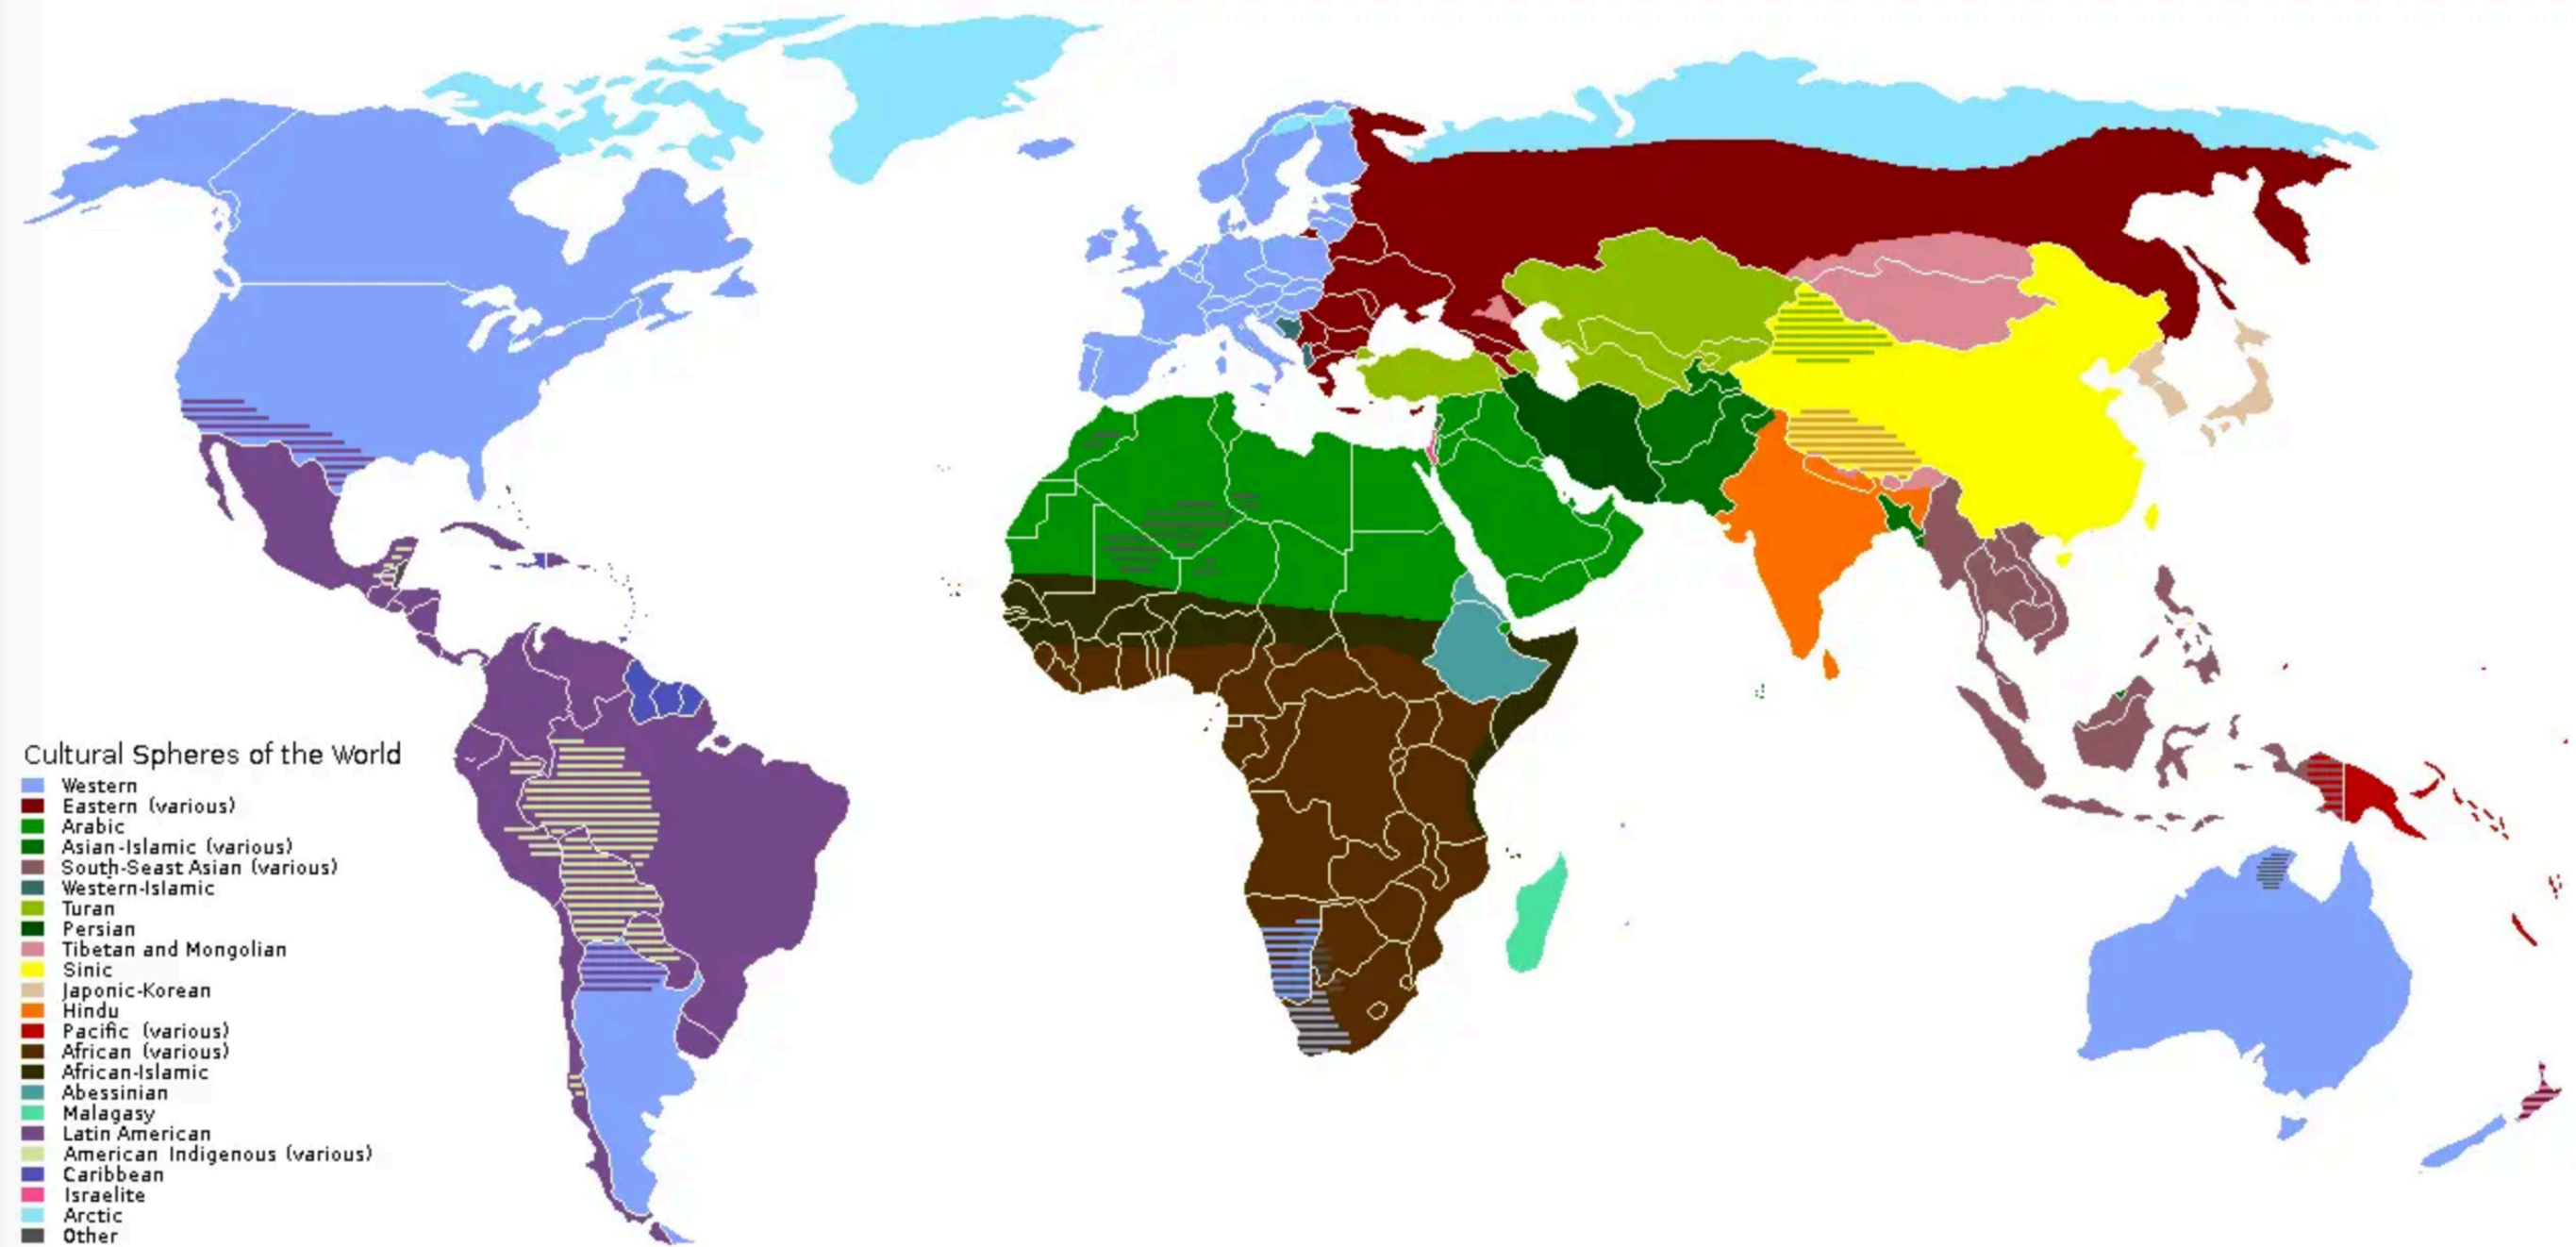 Cultural Spheres of the World
Western
Eastern (various)
Arabic
Asian-Islamic (various)
South-Seast Asian (various)
Western-Islamic
Turan
Persian
Tibetan and Mongolian
Sinic
Japonic-Korean
Hindu
Pacific (various)
African (various)
African-Islamic
Abessinian
Malagasy
Latin American
American Indigenous (various)
Caribbean
Israelite
Arctic
Other